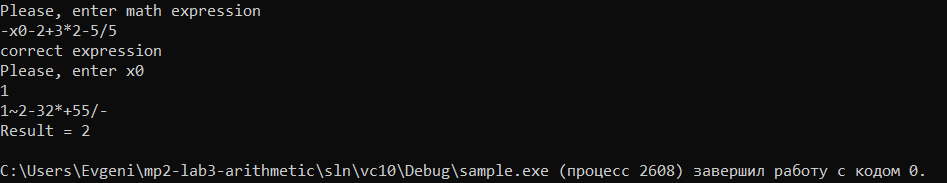 Please, enter math expression
-x0-2+3*2-5/5
correct expression
Please, enter x0
1
1~2-32*+55/-
Result = 2
C:\Users\Evgeni\mp2-lab3-arithmetic\sln\vc10\Debug\sample.exe (процесс 2608) завершил работу с кодом 0.